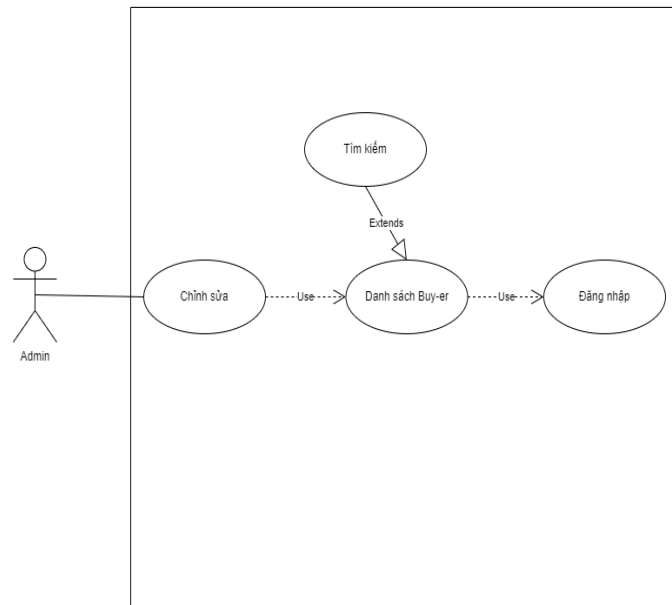 Tìm kiếm
Extends
Chỉnh sửa
Use
Danh sách Buy-er
Use
Đăng nhập
Admin